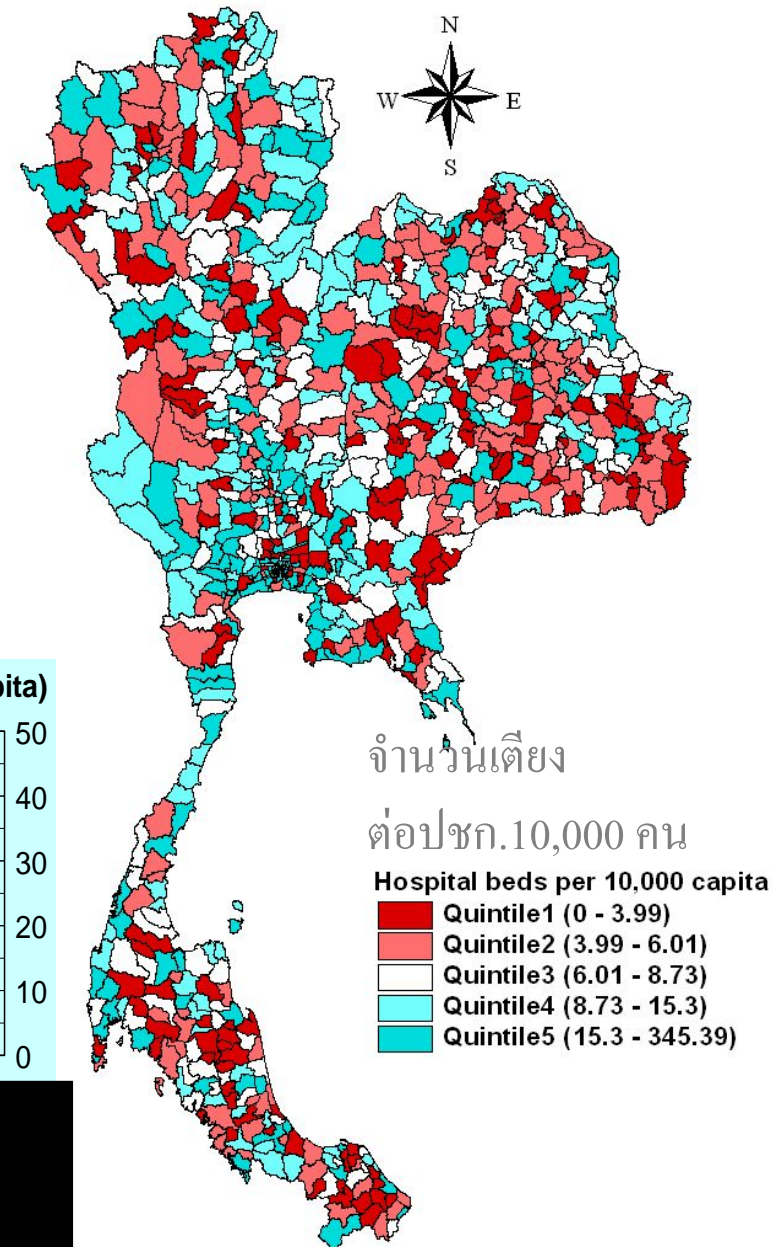 N
W E
S
pita)
50
40
30
20
10
0
จำนวนเตียง
ต่อปชก.10,000 คน
Hospital beds per 10,000 capita
Quintile1 (0 - 3.99)
Quintile2 (3.99 - 6.01)
Quintile3 (6.01 - 8.73)
Quintile4 (8.73 - 15.3)
Quintile5 (15.3 - 345.39)